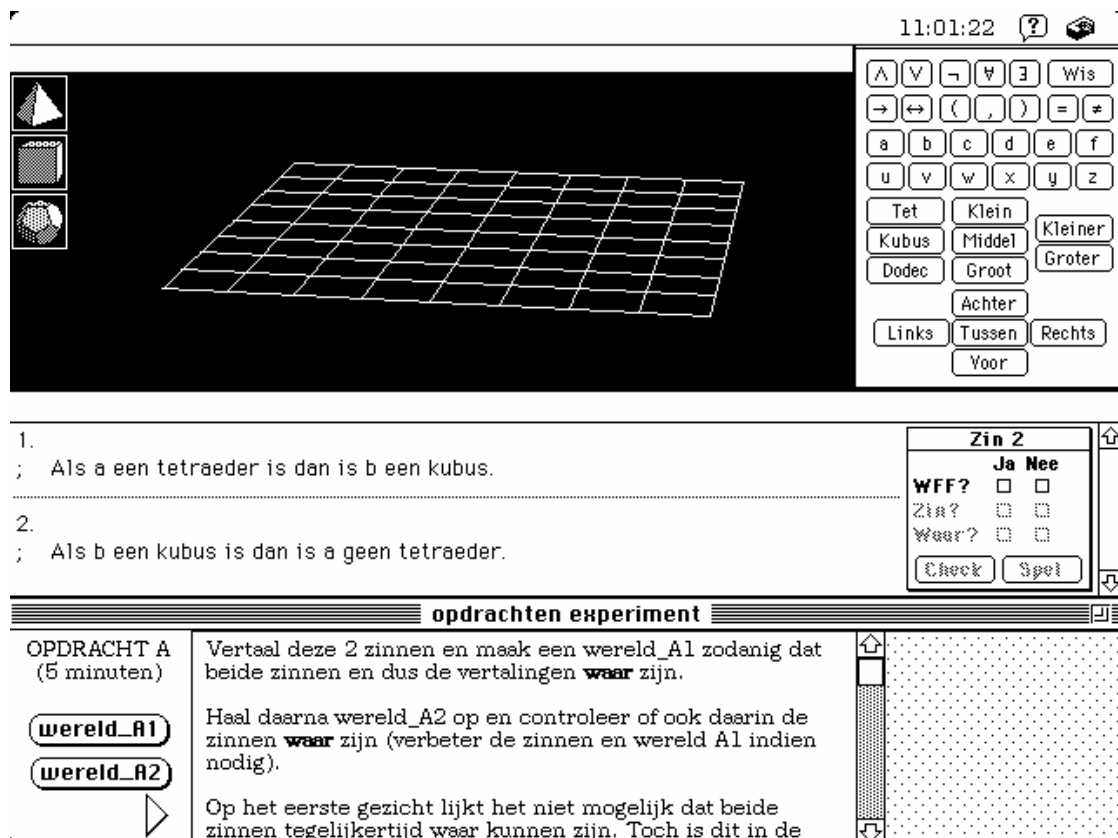 11:01:22
∧ ∨ ¬ ∀ ∃ Wis
→ ↔ ( , ) = ≠
a b c d e f
u v w x y z
Tet Klein
Kleiner
Kubus Middel
Groter
Dodec Groot
Achter
Links Tussen Rechts
Voor
1.
; Als a een tetraeder is dan is b een kubus.
2.
; Als b een kubus is dan is a geen tetraeder.
Zin 2
Ja Nee
WFF?
Zin?
Waar?
Check Spel
opdrachten experiment
OPDRACHT A
(5 minuten)
wereld_A1
wereld_A2
Vertaal deze 2 zinnen en maak een wereld_A1 zodanig dat
beide zinnen en dus de vertalingen waar zijn.
Haal daarna wereld_A2 op en controleer of ook daarin de
zinnen waar zijn (verbeter de zinnen en wereld A1 indien
nodig).
Op het eerste gezicht lijkt het niet mogelijk dat beide
zinnen tegelijkertijd waar kunnen zijn. Toch is dit in de